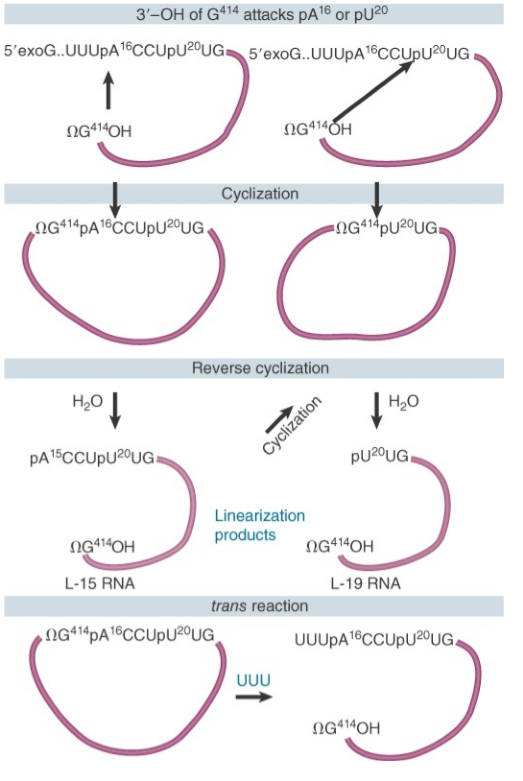 3′–OH of G⁴¹⁴ attacks pA¹⁶ or pU²⁰
5′exoG..UUUpA¹⁶CCUpU²⁰UG
5′exoG..UUUpA¹⁶CCUpU²⁰UG
ΩG⁴¹⁴OH
ΩG⁴¹⁴OH
Cyclization
ΩG⁴¹⁴pA¹⁶CCUpU²⁰UG
ΩG⁴¹⁴pU²⁰UG
Reverse cyclization
H₂O
Cyclization
H₂O
pA¹⁵CCUpU²⁰UG
pU²⁰UG
Linearization
products
ΩG⁴¹⁴OH
ΩG⁴¹⁴OH
L-15 RNA
L-19 RNA
trans reaction
ΩG⁴¹⁴pA¹⁶CCUpU²⁰UG
UUUpA¹⁶CCUpU²⁰UG
UUU
ΩG⁴¹⁴OH